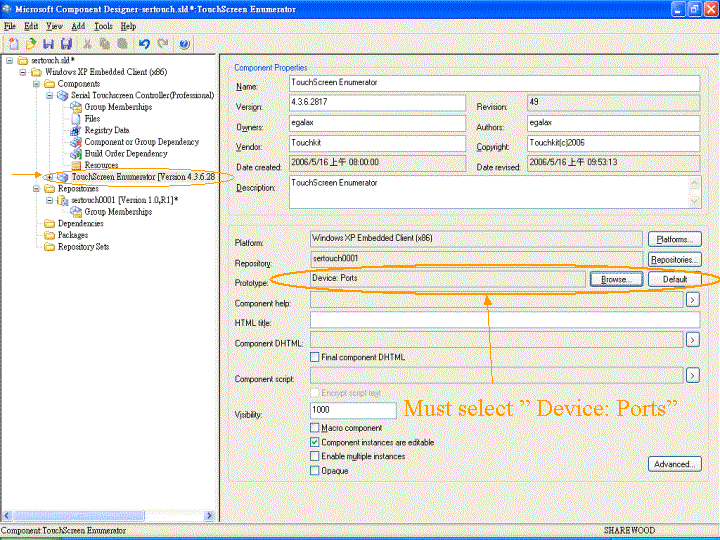 Microsoft Component Designer-sertouch.sld*:TouchScreen Enumerator
File Edit View Add Tools Help
sertouch.sld *
Windows XP Embedded Client (x86)
Components
Serial Touchscreen Controller(Professional)
Group Memberships
Files
Registry Data
Component or Group Dependency
Build Order Dependency
Resources
TouchScreen Enumerator [Version 4.3.6.28
Repositories
sertouch0001 [Version 1.0,R1]*
Group Memberships
Dependencies
Packages
Repository Sets
Component Properties
Name: TouchScreen Enumerator
Version: 4.3.6.2817 Revision: 49
Owners: egalax Authors: egalax
Vendor: Touchkit Copyright: Touchkit(c)2006
Date created: 2006/5/16 上午 08:00:00 Date revised: 2006/5/16 上午 09:53:13
Description: TouchScreen Enumerator
Platform: Windows XP Embedded Client (x86) Platforms...
Repository: sertouch0001 Repositories...
Prototype: Device: Ports Browse... Default
Component help: >
HTML title:
Component DHTML: >
Final component DHTML
Component script: >
Encrypt script text
Must select ” Device: Ports”
Visibility: 1000
Macro component
Component instances are editable
Enable multiple instances
Opaque
Advanced...
Component:TouchScreen Enumerator SHAREWOOD